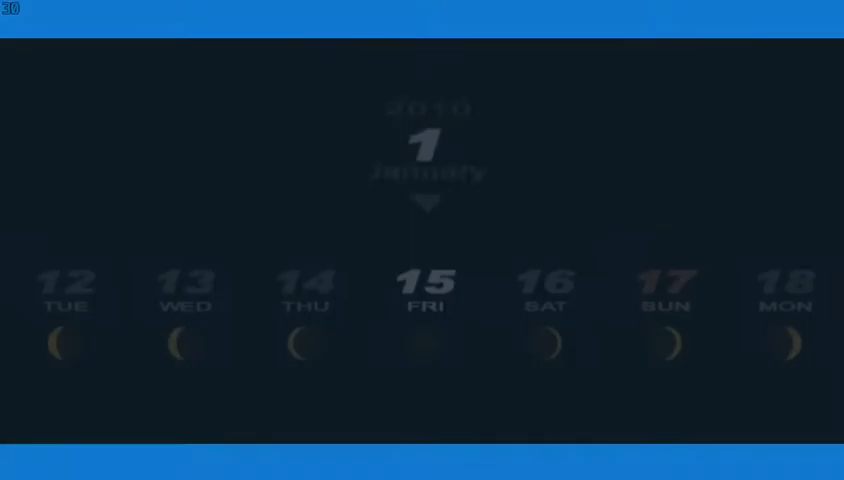 30
2010
1
January
12 13 14 15 16 17 18
TUE WED THU FRI SAT SUN MON